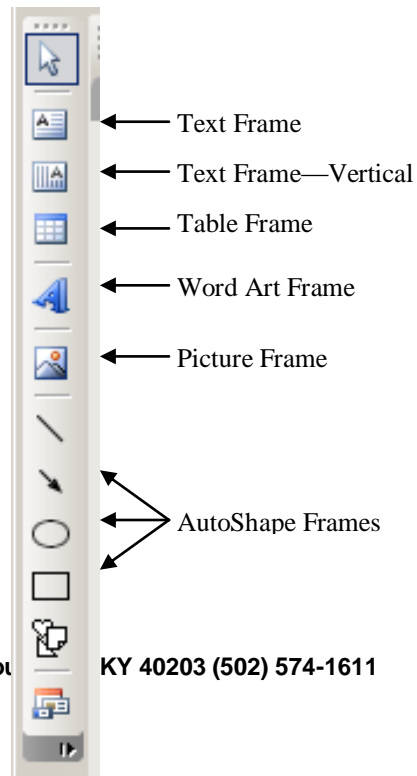 Text Frame
Text Frame—Vertical
Table Frame
Word Art Frame
Picture Frame
AutoShape Frames
KY 40203 (502) 574-1611